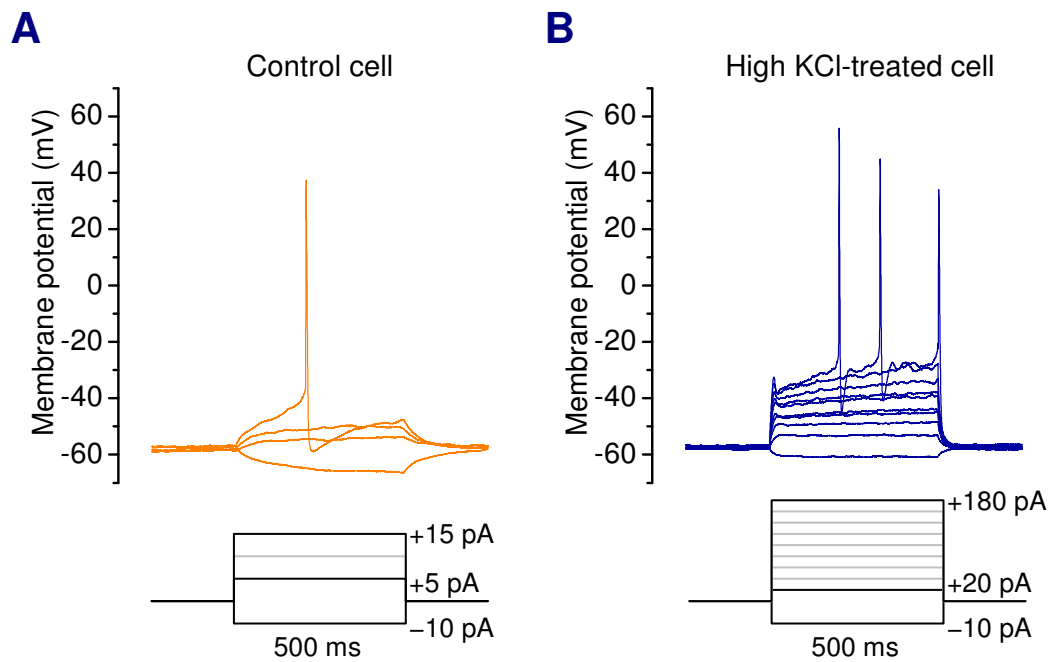 A
Control cell
Membrane potential (mV)
60
40
20
0
-20
-40
-60
+15 pA
+5 pA
−10 pA
500 ms
B
High KCl-treated cell
Membrane potential (mV)
60
40
20
0
-20
-40
-60
+180 pA
+20 pA
−10 pA
500 ms